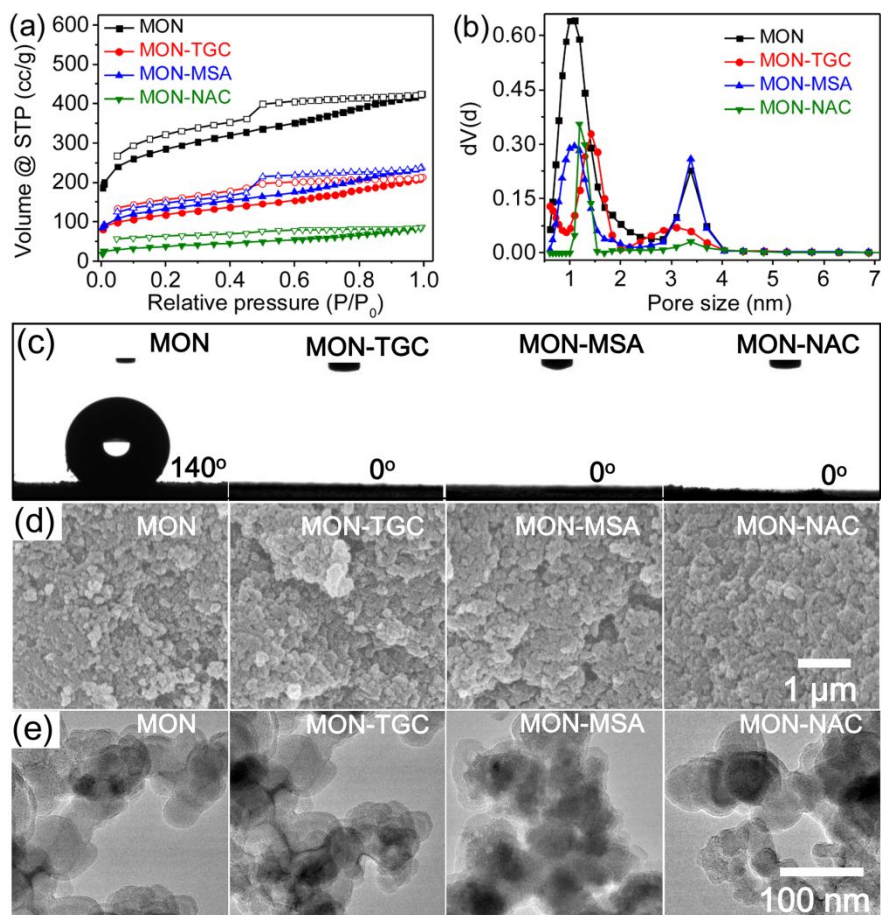 (a)
600
500
400
300
200
100
0
Volume @ STP (cc/g)
MON
MON-TGC
MON-MSA
MON-NAC
0.0 0.2 0.4 0.6 0.8 1.0
Relative pressure (P/P₀)
(b)
0.60
0.45
0.30
0.15
0.00
dV(d)
MON
MON-TGC
MON-MSA
MON-NAC
1 2 3 4 5 6 7
Pore size (nm)
(c)
MON MON-TGC MON-MSA MON-NAC
140° 0° 0° 0°
(d)
MON MON-TGC MON-MSA MON-NAC
1 µm
(e)
MON MON-TGC MON-MSA MON-NAC
100 nm